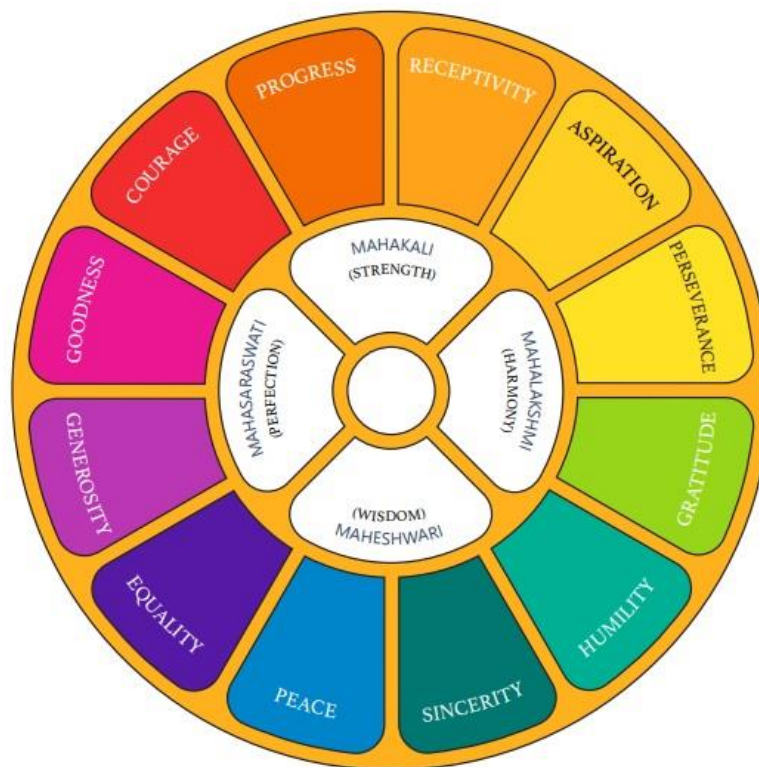 PROGRESS
RECEPTIVITY
ASPIRATION
PERSEVERANCE
GRATITUDE
HUMILITY
SINCERITY
PEACE
EQUALITY
GENEROSITY
GOODNESS
COURAGE
MAHAKALI
(STRENGTH)
MAHALAKSHMI
(HARMONY)
(WISDOM)
MAHESHWARI
MAHASARASWATI
(PERFECTION)